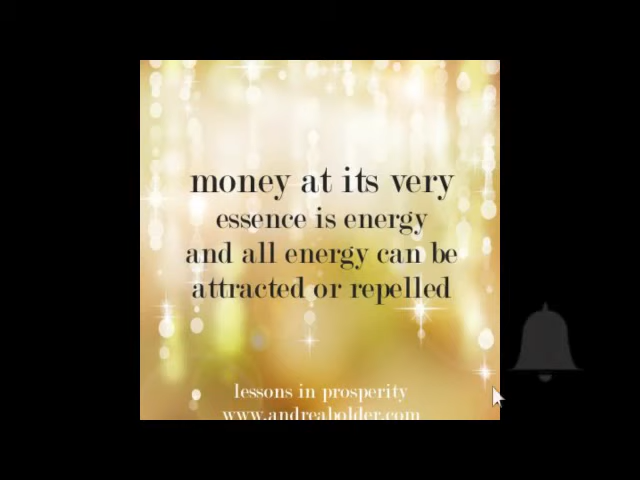 money at its very
essence is energy
and all energy can be
attracted or repelled
lessons in prosperity
www.andreabolder.com